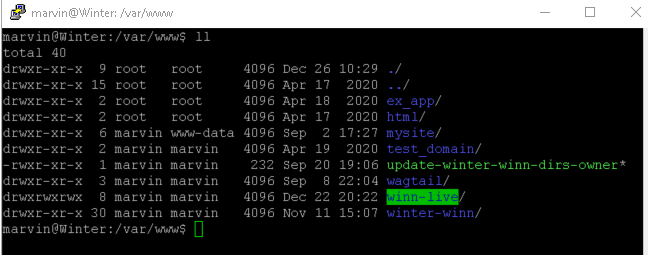 marvin@Winter: /var/www
marvin@Winter:/var/www$ ll
total 40
drwxr-xr-x  9 root   root     4096 Dec 26 10:29 ./
drwxr-xr-x 15 root   root     4096 Apr 17  2020 ../
drwxr-xr-x  2 root   root     4096 Apr 18  2020 ex_app/
drwxr-xr-x  2 root   root     4096 Apr 17  2020 html/
drwxr-xr-x  6 marvin www-data 4096 Sep  2 17:27 mysite/
drwxr-xr-x  2 marvin marvin   4096 Apr 19  2020 test_domain/
-rwxr-xr-x  1 marvin marvin    232 Sep 20 19:06 update-winter-winn-dirs-owner*
drwxr-xr-x  3 marvin marvin   4096 Sep  8 22:04 wagtail/
drwxrwxrwx  8 marvin marvin   4096 Dec 22 20:22 winn-live/
drwxr-xr-x 30 marvin marvin   4096 Nov 11 15:07 winter-winn/
marvin@Winter:/var/www$